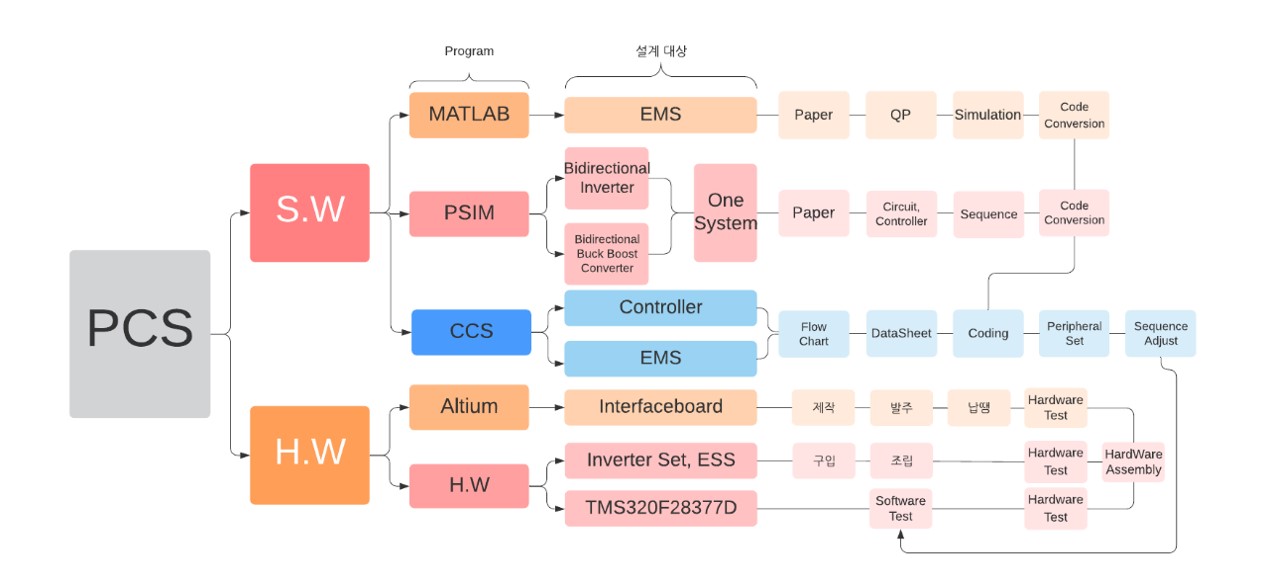 Program
설계 대상
MATLAB
EMS
Paper
QP
Simulation
Code
Conversion
S.W
PSIM
Bidirectional
Inverter
Bidirectional
Buck Boost
Converter
One
System
Paper
Circuit,
Controller
Sequence
Code
Conversion
PCS
CCS
Controller
EMS
Flow
Chart
DataSheet
Coding
Peripheral
Set
Sequence
Adjust
H.W
Altium
Interfaceboard
제작
발주
납땡
Hardware
Test
H.W
Inverter Set, ESS
구입
조립
Hardware
Test
HardWare
Assembly
TMS320F28377D
Software
Test
Hardware
Test